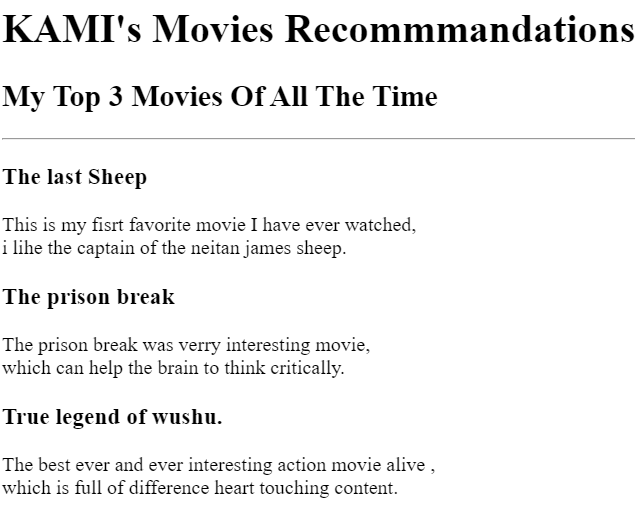 KAMI's Movies Recommmandations
My Top 3 Movies Of All The Time
The last Sheep
This is my fisrt favorite movie I have ever watched,
i lihe the captain of the neitan james sheep.
The prison break
The prison break was verry interesting movie,
which can help the brain to think critically.
True legend of wushu.
The best ever and ever interesting action movie alive ,
which is full of difference heart touching content.